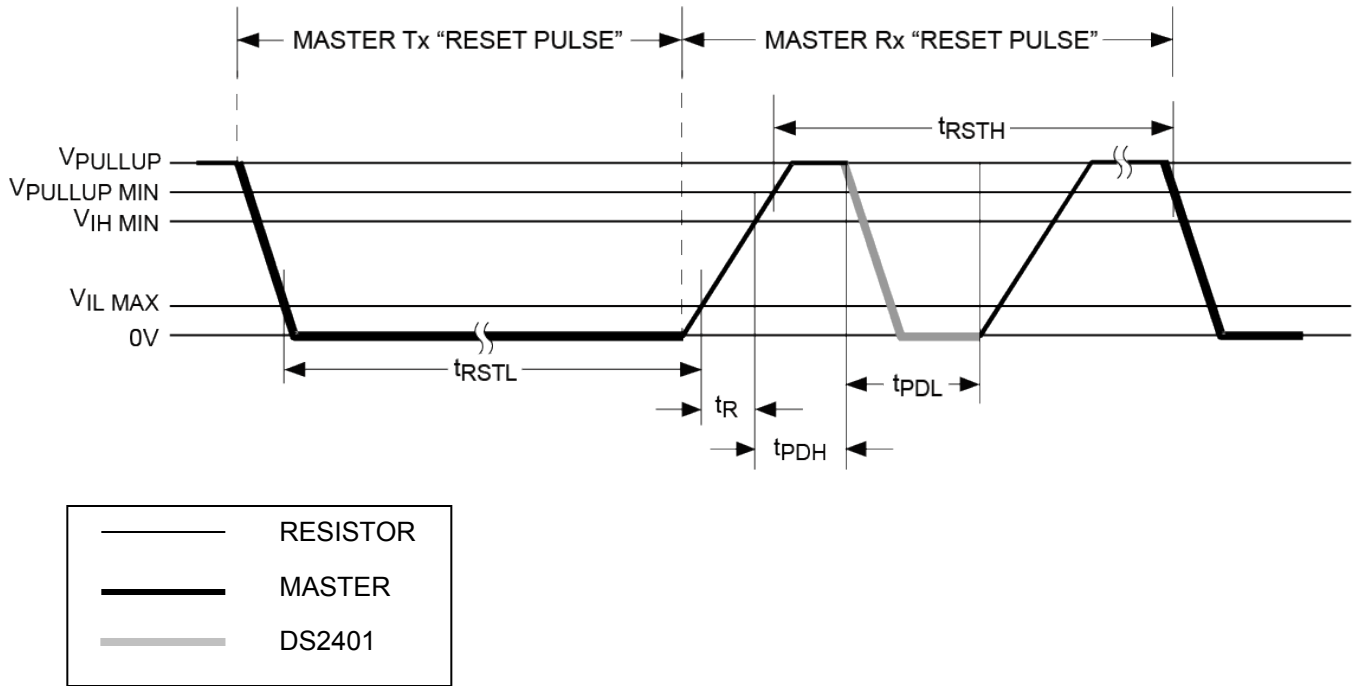 MASTER Tx “RESET PULSE”
MASTER Rx “RESET PULSE”
tRSTH
VPULLUP
VPULLUP MIN
VIH MIN
VIL MAX
0V
tRSTL
tPDL
tR
tPDH
RESISTOR
MASTER
DS2401